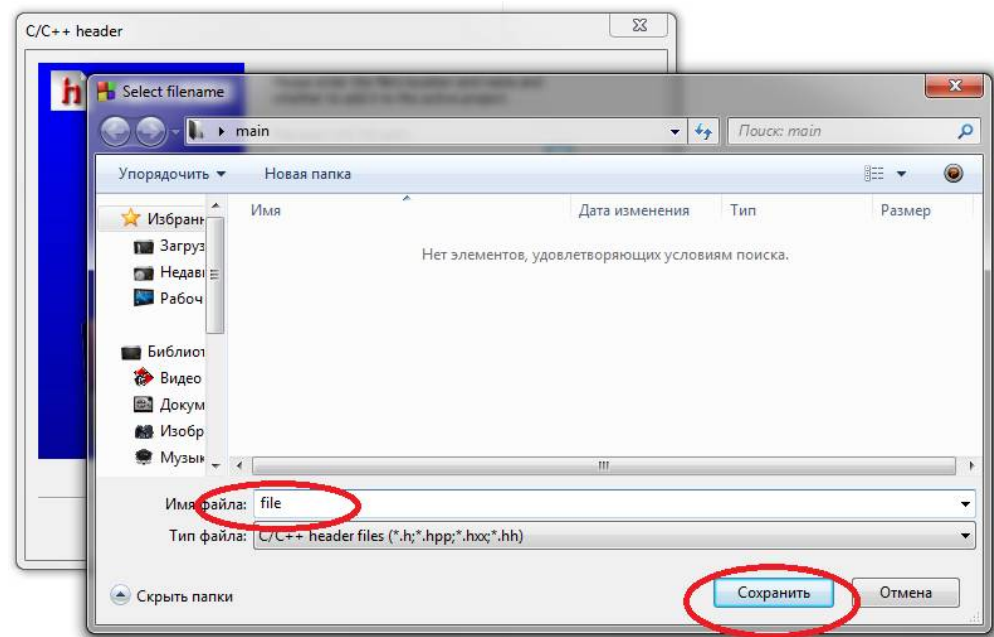 C/C++ header
h
Select filename
main
Поиск: main
Упорядочить
Новая папка
Имя
Дата изменения
Тип
Размер
Избранн
Загруз
Недавн
Рабоч
Библиот
Видео
Докум
Изобр
Музык
Нет элементов, удовлетворяющих условиям поиска.
Имя файла: file
Тип файла: C/C++ header files (*.h;*.hpp;*.hxx;*.hh)
Скрыть папки
Сохранить
Отмена